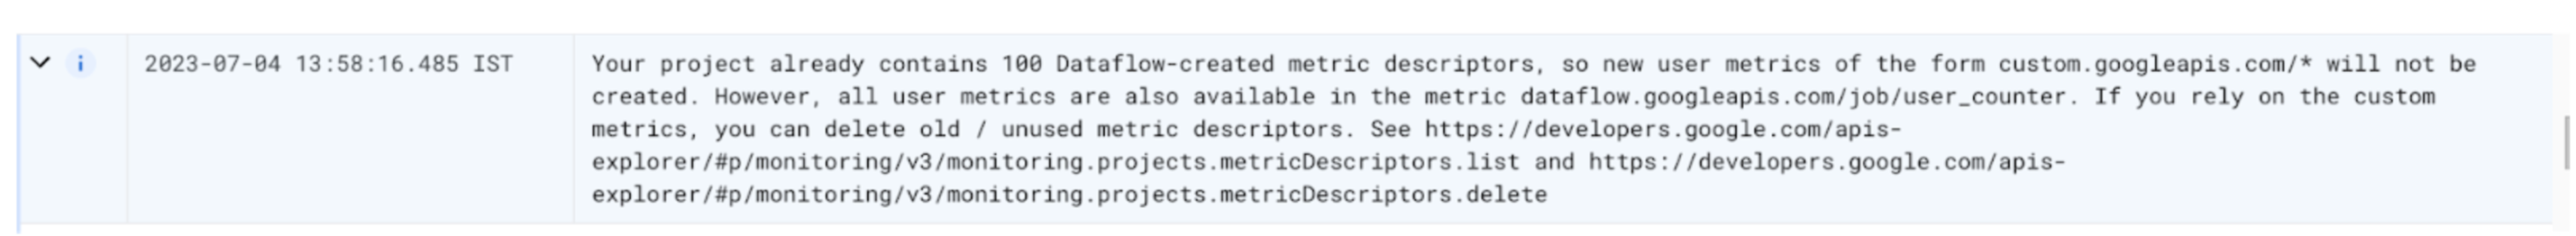 2023-07-04 13:58:16.485 IST
Your project already contains 100 Dataflow-created metric descriptors, so new user metrics of the form custom.googleapis.com/* will not be
created. However, all user metrics are also available in the metric dataflow.googleapis.com/job/user_counter. If you rely on the custom
metrics, you can delete old / unused metric descriptors. See https://developers.google.com/apis-
explorer/#p/monitoring/v3/monitoring.projects.metricDescriptors.list and https://developers.google.com/apis-
explorer/#p/monitoring/v3/monitoring.projects.metricDescriptors.delete